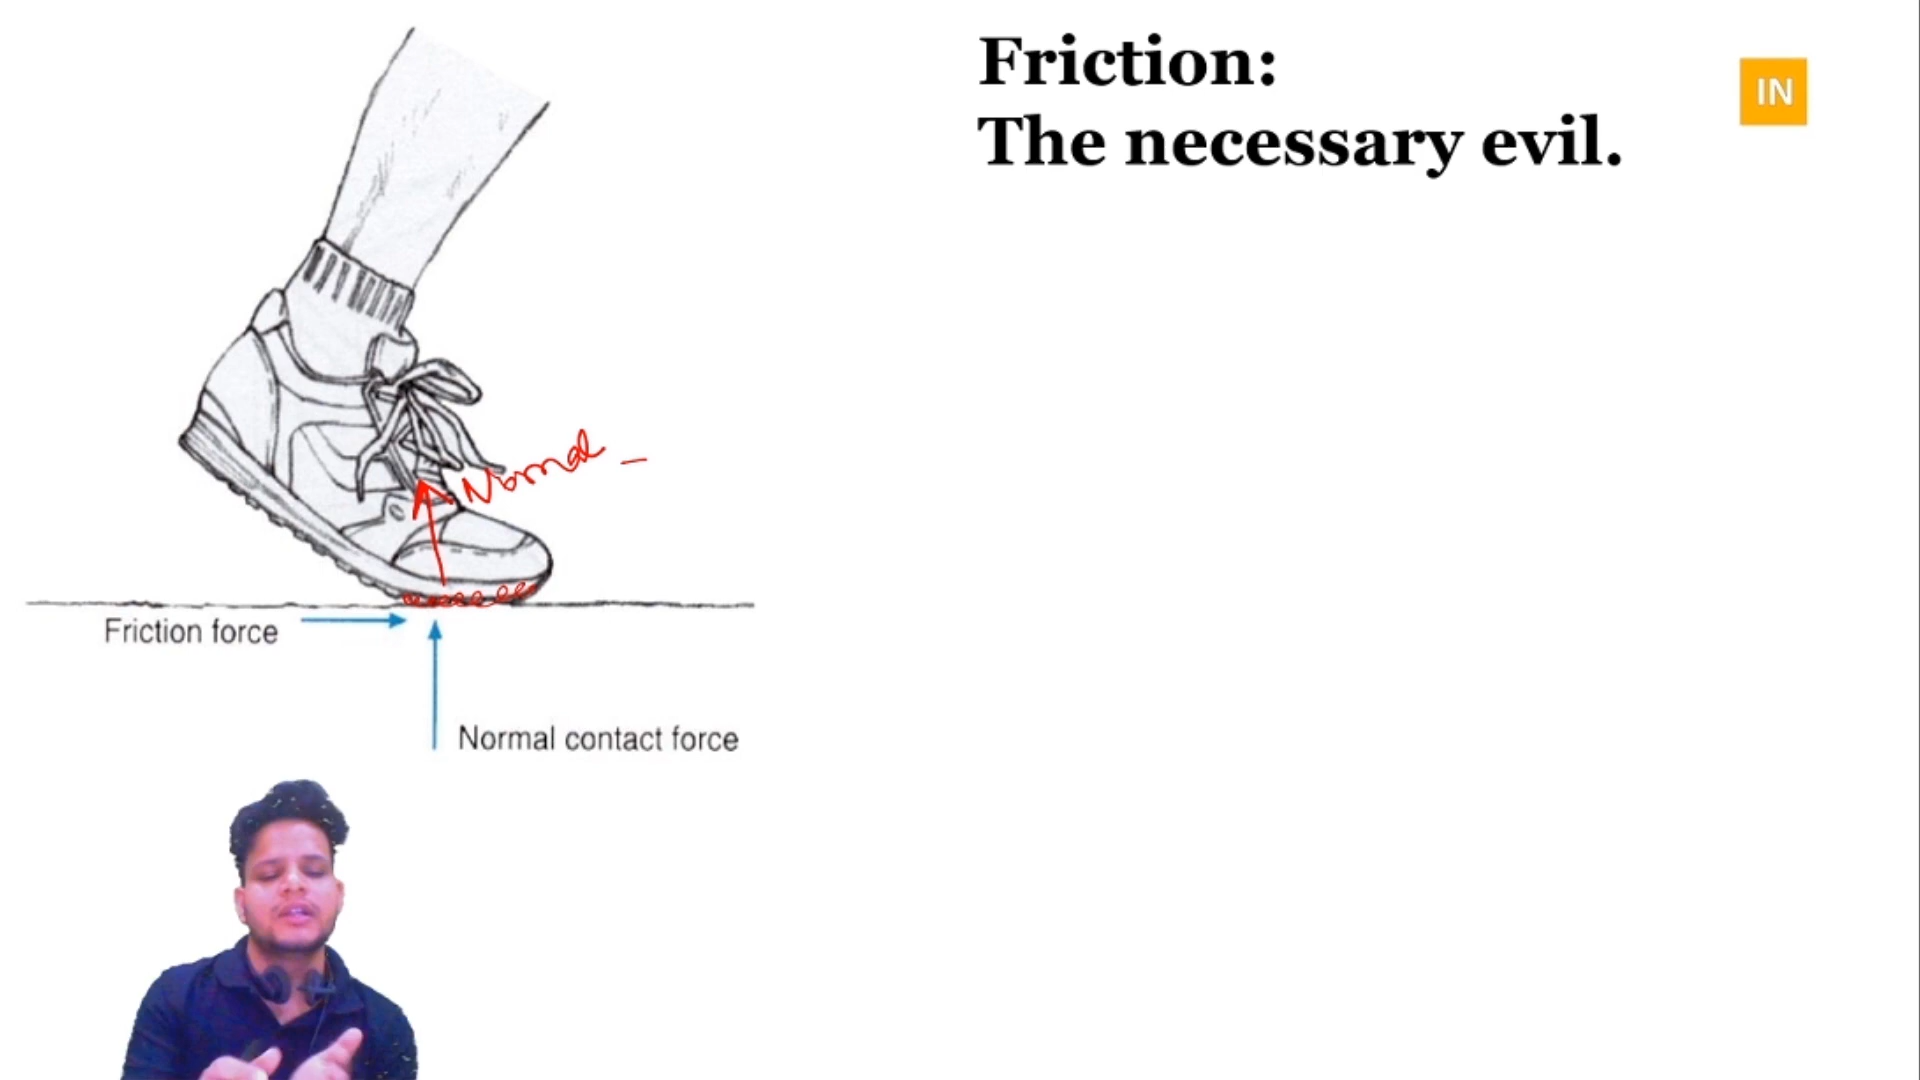 Friction:
The necessary evil.
IN
Normal -
Friction force
Normal contact force